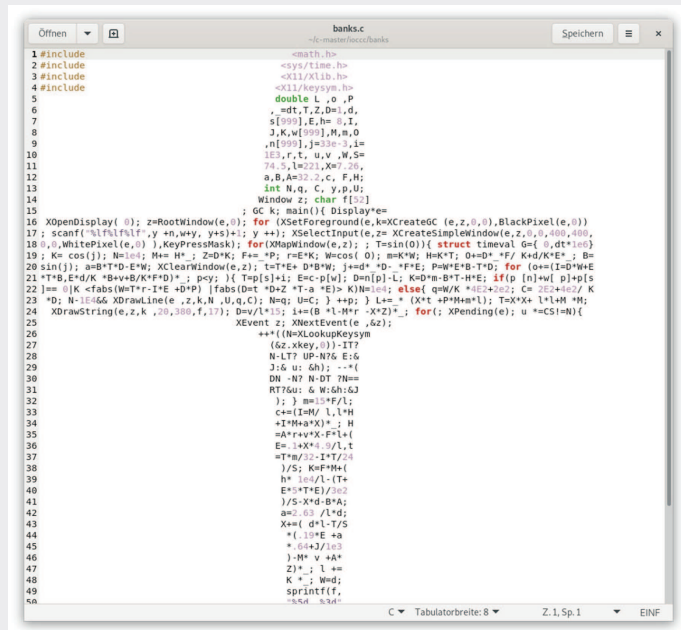 Öffnen
banks.c
~/c-master/ioccc/banks
Speichern
1 #include <math.h>
2 #include <sys/time.h>
3 #include <X11/Xlib.h>
4 #include <X11/keysym.h>
5 double L ,o ,P
6 ,_=dt,T,Z,D=1,d,
7 s[999],E,h= 8,I,
8 J,K,w[999],M,m,O
9 ,n[999],j=33e-3,i=
10 1E3,r,t, u,v ,W,S=
11 74.5,l=221,X=7.26,
12 a,B,A=32.2,c, F,H;
13 int N,q, C, y,p,U;
14 Window z; char f[52]
15 ; GC k; main(){ Display*e=
16 XOpenDisplay( 0); z=RootWindow(e,0); for (XSetForeground(e,k=XCreateGC (e,z,0,0),BlackPixel(e,0))
17 ; scanf("%lf%lf%lf",y +n,w+y, y+s)+1; y ++); XSelectInput(e,z= XCreateSimpleWindow(e,z,0,0,400,400,
18 0,0,WhitePixel(e,0) ),KeyPressMask); for(XMapWindow(e,z); ; T=sin(O)){ struct timeval G={ 0,dt*1e6}
19 ; K= cos(j); N=1e4; M+= H*_; Z=D*K; F+=_*P; r=E*K; W=cos( O); m=K*W; H=K*T; O+=D*_*F/ K+d/K*E*_; B=
20 sin(j); a=B*T*D-E*W; XClearWindow(e,z); t=T*E+ D*B*W; j+=d*_*D-_*F*E; P=W*E*B-T*D; for (o+=(I=D*W+E
21 *T*B,E*d/K *B+v+B/K*F*D)*_; p<y; ){ T=p[s]+i; E=c-p[w]; D=n[p]-L; K=D*m-B*T-H*E; if(p [n]+w[ p]+p[s
22 ]== 0|K <fabs(W=T*r-I*E +D*P) |fabs(D=t *D+Z *T-a *E)> K)N=1e4; else{ q=W/K *4E2+2e2; C= 2E2+4e2/ K
23 *D; N-1E4&& XDrawLine(e ,z,k,N ,U,q,C); N=q; U=C; } ++p; } L+=_* (X*t +P*M+m*l); T=X*X+ l*l+M *M;
24 XDrawString(e,z,k ,20,380,f,17); D=v/l*15; i+=(B *l-M*r -X*Z)*_; for(; XPending(e); u *=CS!=N){
25 XEvent z; XNextEvent(e ,&z);
26 ++*((N=XLookupKeysym
27 (&z.xkey,0))-IT?
28 N-LT? UP-N?& E:&
29 J:& u: &h); --*(
30 DN -N? N-DT ?N==
31 RT?&u: & W:&h:&J
32 ); } m=15*F/l;
33 c+=(I=M/ l,l*H
34 +I*M+a*X)*_; H
35 =A*r+v*X-F*l+(
36 E=.1+X*4.9/l,t
37 =T*m/32-I*T/24
38 )/S; K=F*M+(
39 h* 1e4/l-(T+
40 E*5*T*E)/3e2
41 )/S-X*d-B*A;
42 a=2.63 /l*d;
43 X+=( d*l-T/S
44 *(.19*E +a
45 *.64+J/1e3
46 )-M* v +A*
47 Z)*_; l +=
48 K *_; W=d;
49 sprintf(f,
50 "%5d %3d"
C Tabulatorbreite: 8 Z. 1, Sp. 1 EINF